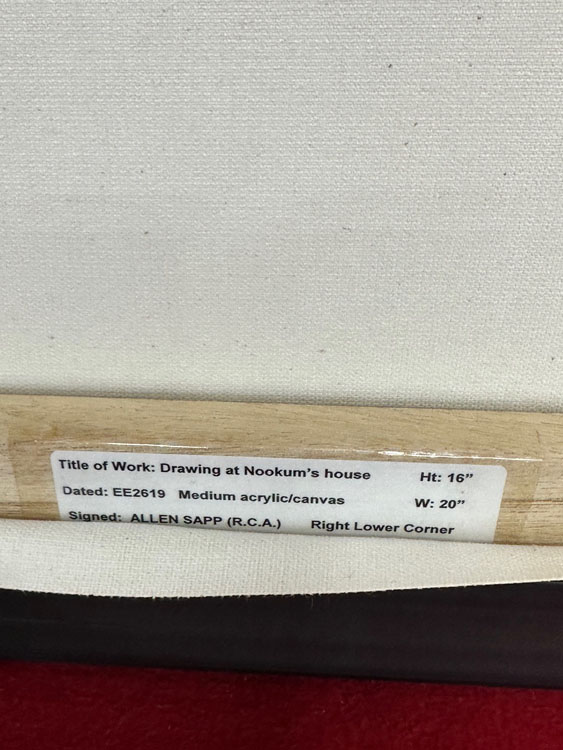 Title of Work: Drawing at Nookum's house Ht: 16"
Dated: EE2619 Medium acrylic/canvas W: 20"
Signed: ALLEN SAPP (R.C.A.) Right Lower Corner